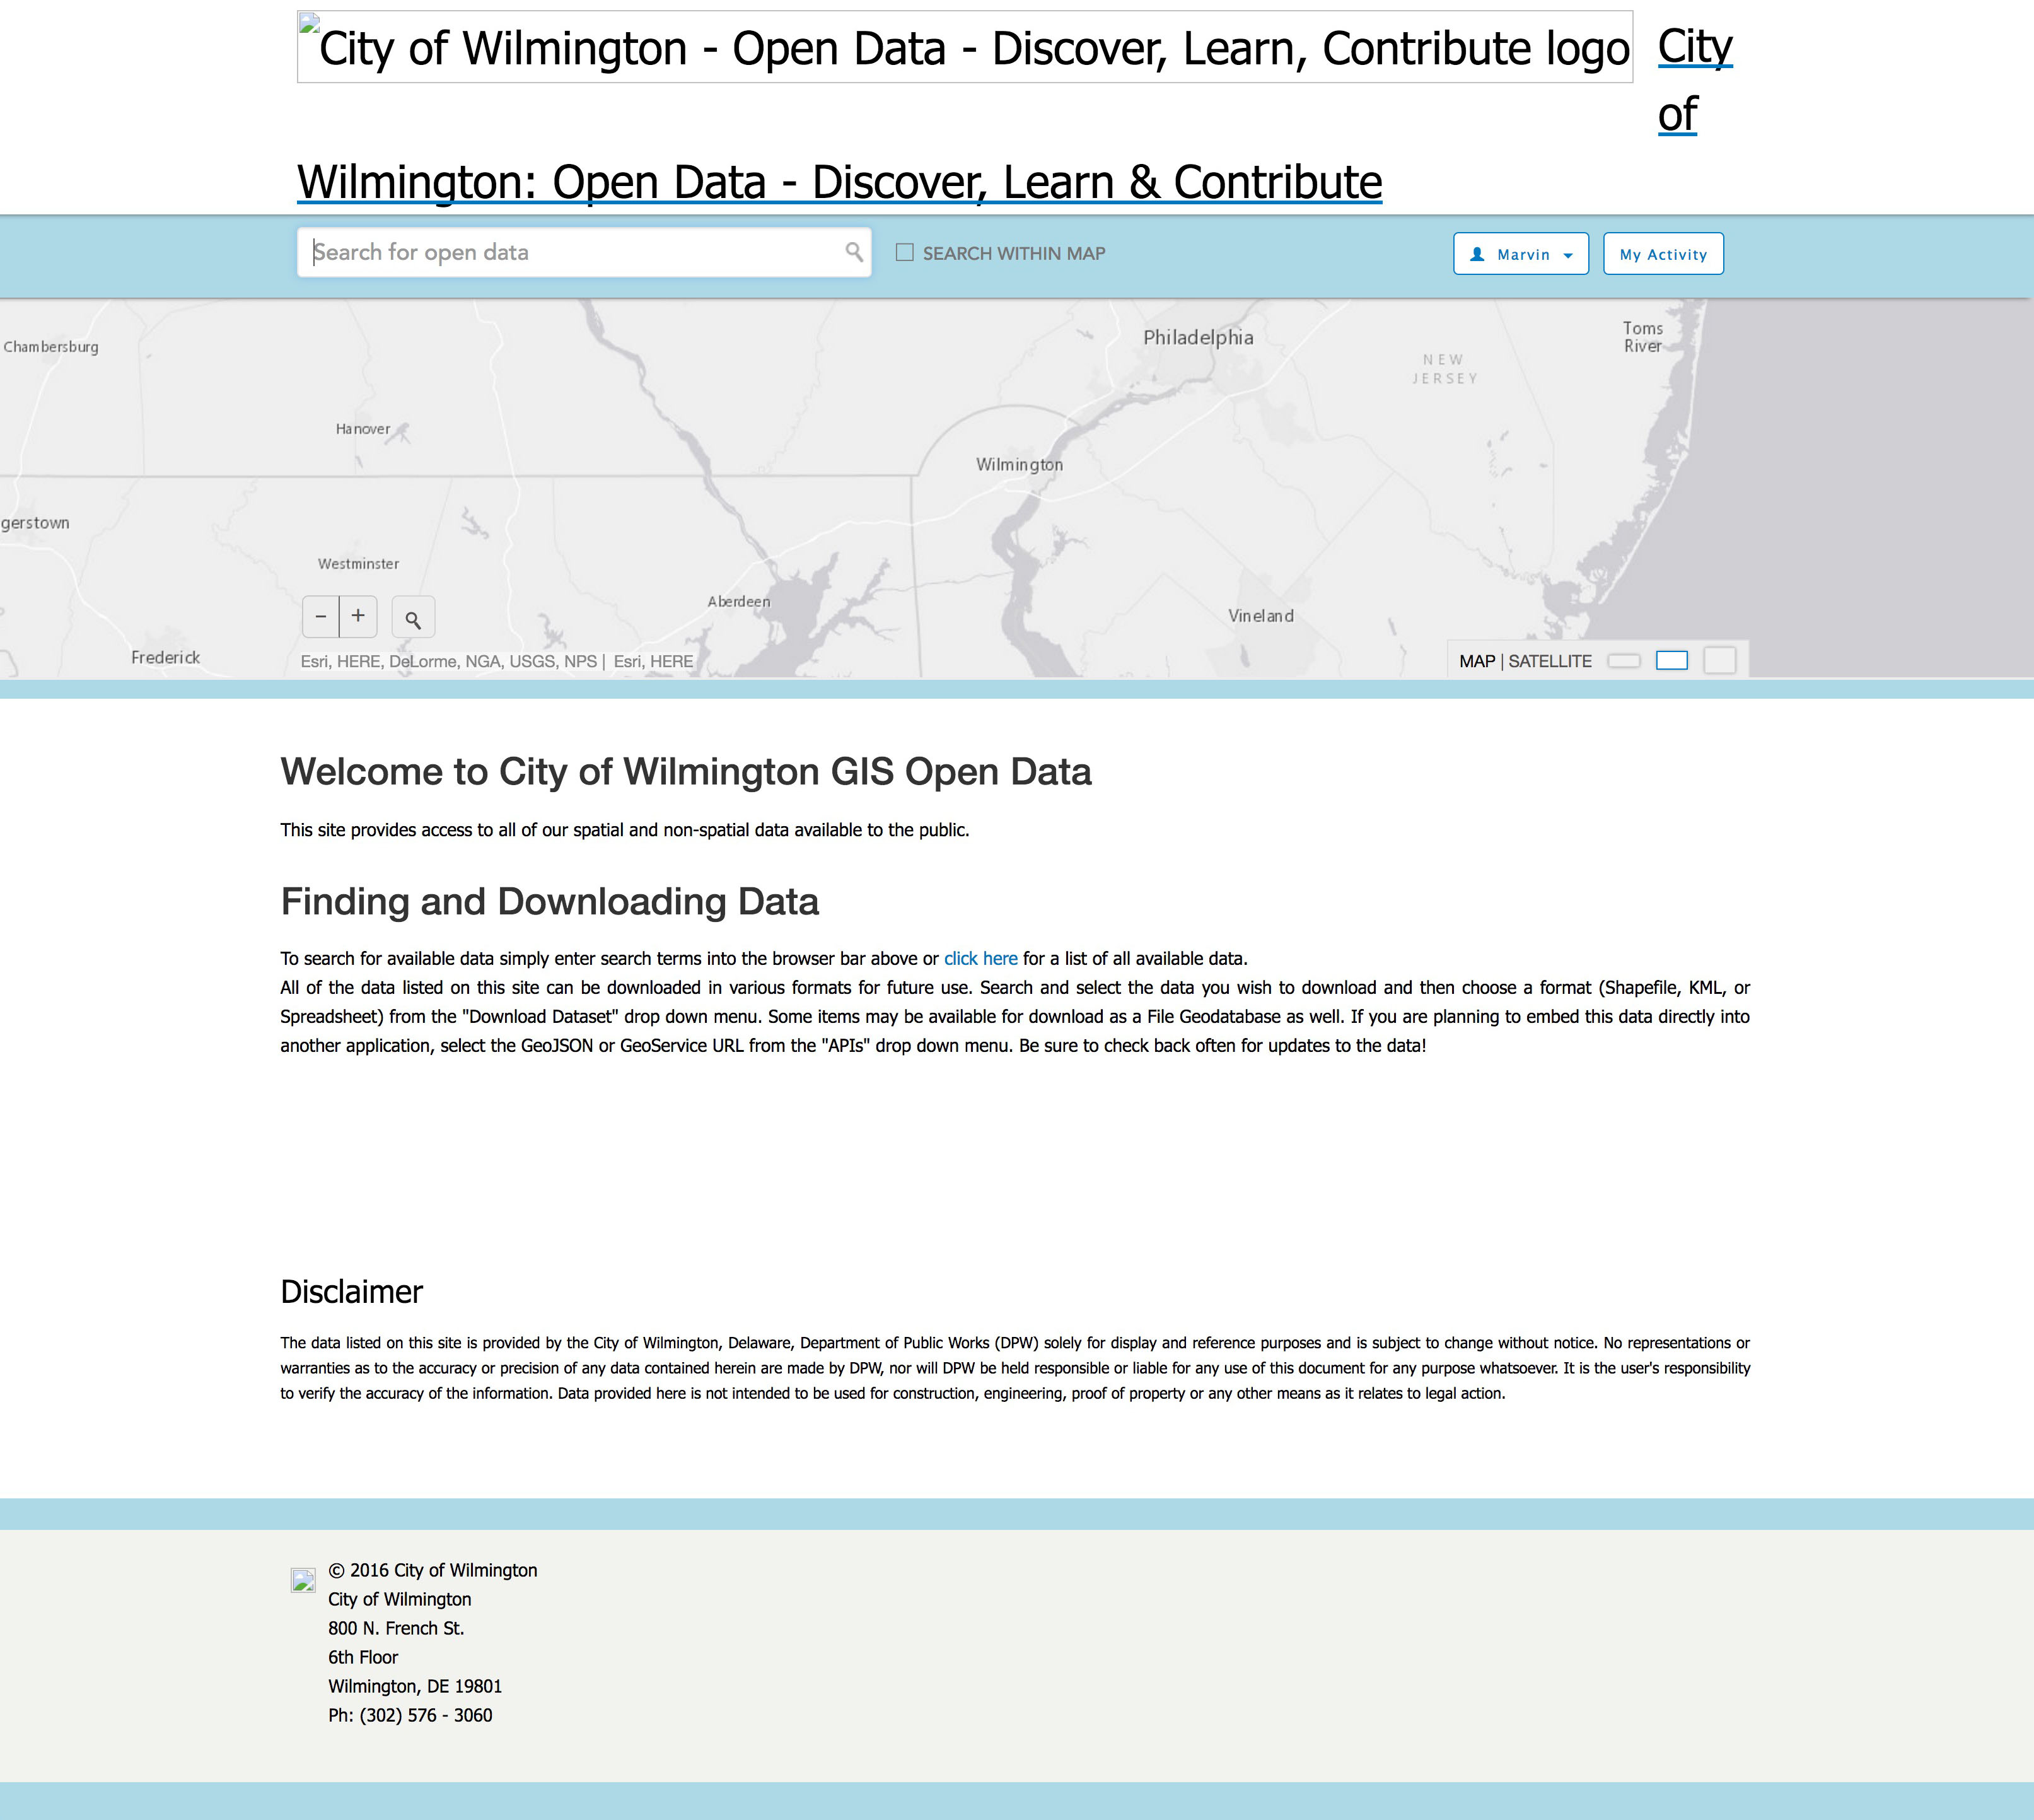 City of Wilmington - Open Data - Discover, Learn, Contribute logo City
of
Wilmington: Open Data - Discover, Learn & Contribute
Search for open data
SEARCH WITHIN MAP
Marvin
My Activity
Chambersburg
Philadelphia
NEW
JERSEY
Toms
River
Hanover
Wilmington
gerstown
Westminster
Aberdeen
Vineland
Frederick
− +
Esri, HERE, DeLorme, NGA, USGS, NPS | Esri, HERE
MAP | SATELLITE
Welcome to City of Wilmington GIS Open Data
This site provides access to all of our spatial and non-spatial data available to the public.
Finding and Downloading Data
To search for available data simply enter search terms into the browser bar above or click here for a list of all available data.
All of the data listed on this site can be downloaded in various formats for future use. Search and select the data you wish to download and then choose a format (Shapefile, KML, or
Spreadsheet) from the "Download Dataset" drop down menu. Some items may be available for download as a File Geodatabase as well. If you are planning to embed this data directly into
another application, select the GeoJSON or GeoService URL from the "APIs" drop down menu. Be sure to check back often for updates to the data!
Disclaimer
The data listed on this site is provided by the City of Wilmington, Delaware, Department of Public Works (DPW) solely for display and reference purposes and is subject to change without notice. No representations or
warranties as to the accuracy or precision of any data contained herein are made by DPW, nor will DPW be held responsible or liable for any use of this document for any purpose whatsoever. It is the user's responsibility
to verify the accuracy of the information. Data provided here is not intended to be used for construction, engineering, proof of property or any other means as it relates to legal action.
© 2016 City of Wilmington
City of Wilmington
800 N. French St.
6th Floor
Wilmington, DE 19801
Ph: (302) 576 - 3060